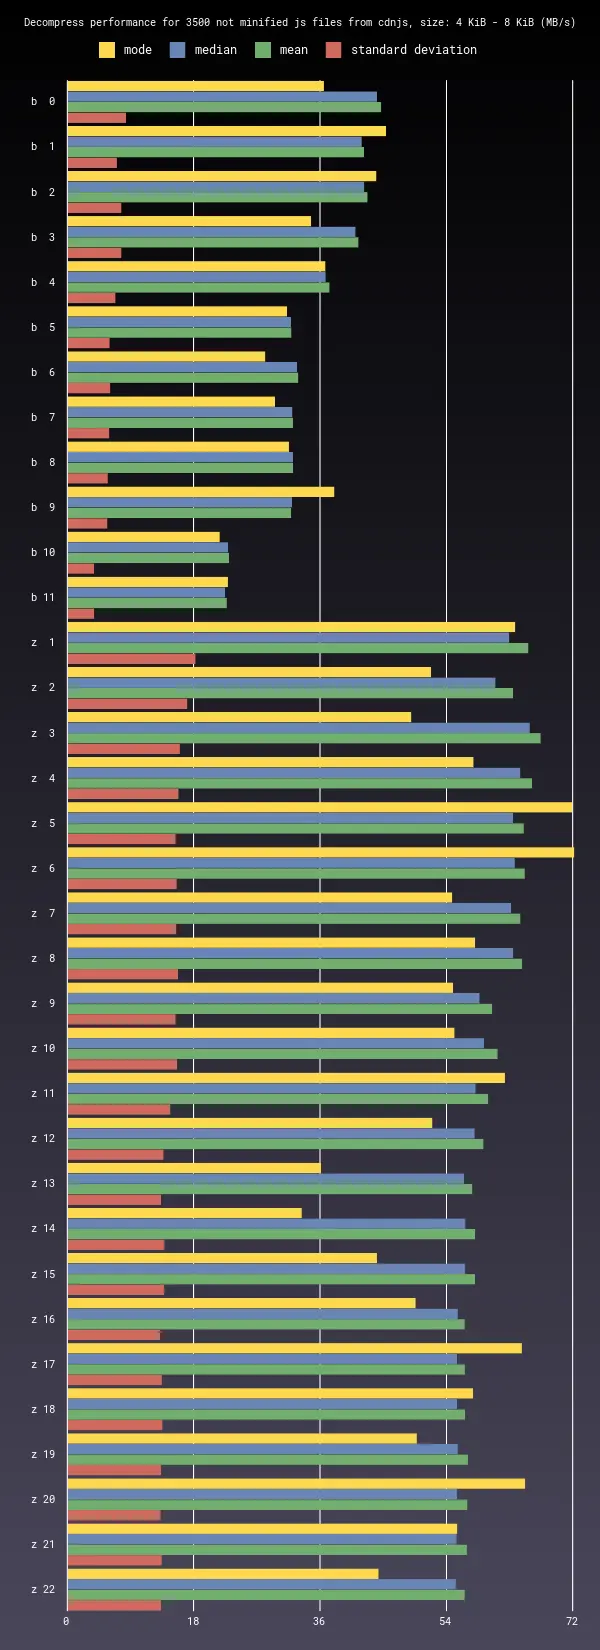 Decompress performance for 3500 not minified js files from cdnjs, size: 4 KiB - 8 KiB (MB/s)
mode median mean standard deviation
b 0
b 1
b 2
b 3
b 4
b 5
b 6
b 7
b 8
b 9
b 10
b 11
z 1
z 2
z 3
z 4
z 5
z 6
z 7
z 8
z 9
z 10
z 11
z 12
z 13
z 14
z 15
z 16
z 17
z 18
z 19
z 20
z 21
z 22
0 18 36 54 72